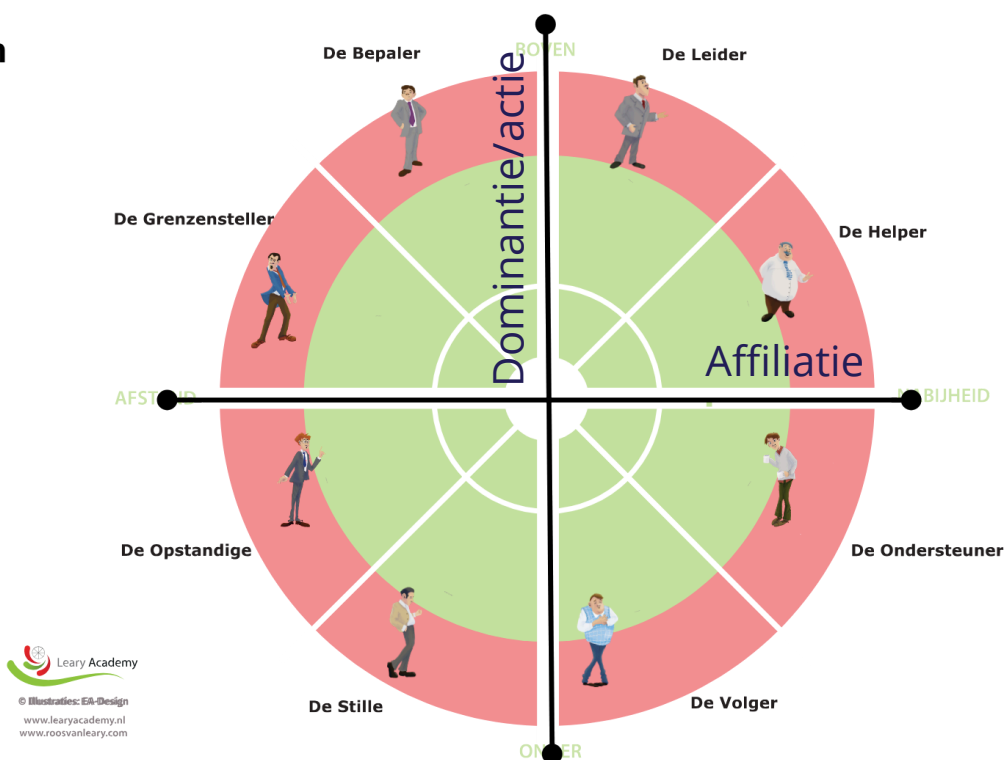 n
De Bepaler
BOVEN
De Leider
Dominantie/actie
De Grenzensteller
De Helper
Affiliatie
AFSTAND
NABIJHEID
De Opstandige
De Ondersteuner
De Stille
De Volger
ONDER
Leary Academy
© Illustraties: EA-Design
www.learyacademy.nl
www.roosvanleary.com